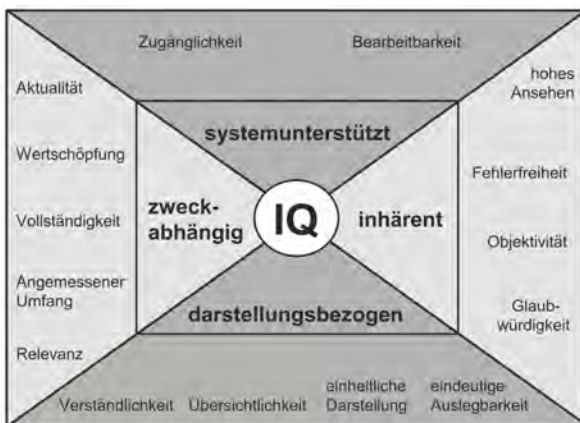 Zugänglichkeit
Bearbeitbarkeit
hohes
Ansehen
Aktualität
systemunterstützt
Wertschöpfung
Fehlerfreiheit
Vollständigkeit
zweck-
abhängig
IQ
inhärent
Objektivität
Angemessener
Umfang
darstellungsbezogen
Glaub-
würdigkeit
Relevanz
Verständlichkeit
Übersichtlichkeit
einheitliche
Darstellung
eindeutige
Auslegbarkeit